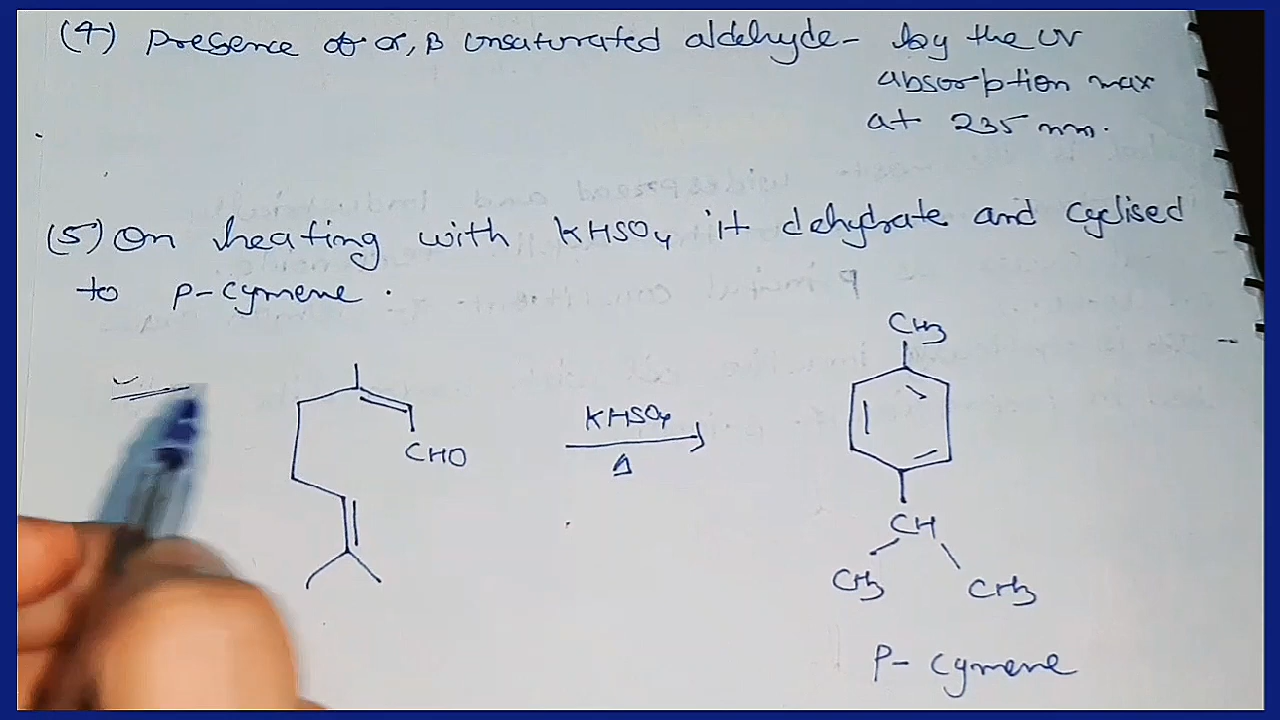 (4) Presence of α, β unsaturated aldehyde - by the UV
absorption max
at 235 nm.
(5) On heating with KHSO4 it dehydrate and cyclised
to P-cymene.
CH3
KHSO4
CHO
Δ
CH
CH3 CH3
P- cymene